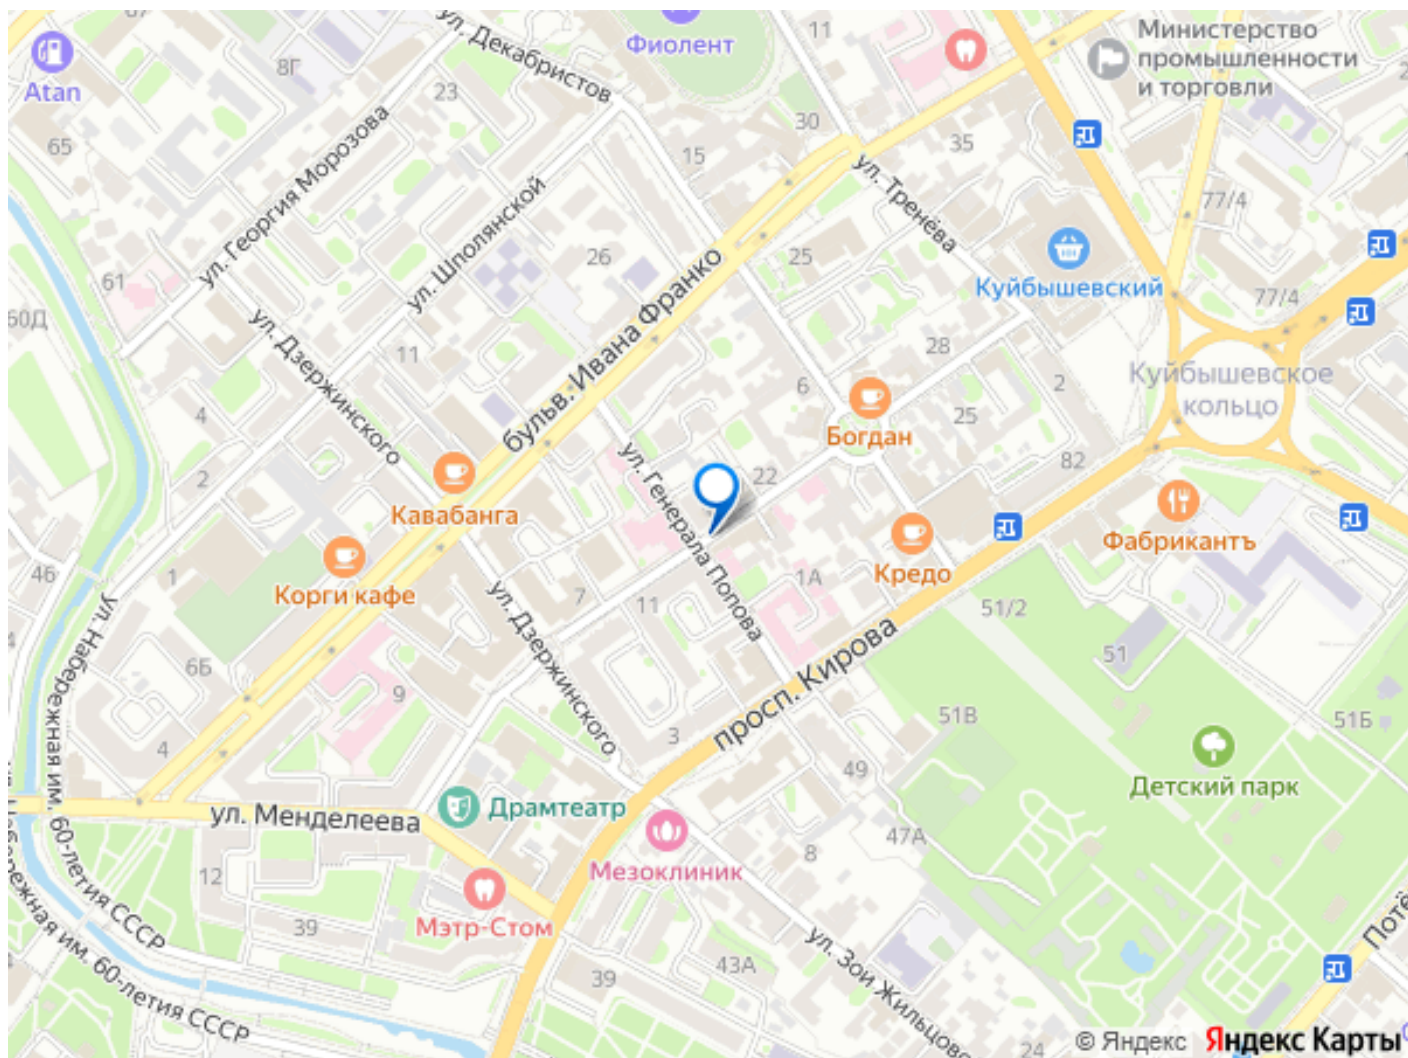 ул. Декабристов
Фиолент
11
Министерство
промышленности
и торговли
8Г
Atan
23
65
30
35
15
ул. Георгия Морозова
ул. Тренёва
ул. Шполянской
77/4
26
25
Куйбышевский
61
77/4
60Д
бульв. Ивана Франко
ул. Дзержинского
11
28
Куйбышевское
кольцо
6
2
4
25
Богдан
ул. Генерала Попова
82
22
2
Кавабанга
Фабрикантъ
Кредо
46
1
Корги кафе
7
11
1А
51/2
ул. Набережная им. 60-летия СССР
ул. Дзержинского
просп. Кирова
51
6Б
9
51В
51Б
4
3
49
Детский парк
ул. Менделеева
Драмтеатр
47А
8
Мезоклиник
12
Мэтр-Стом
39
43А
39
ул. Зои Жильцово
Потё
бережная им. 60-летия СССР
24
© Яндекс Яндекс Карты